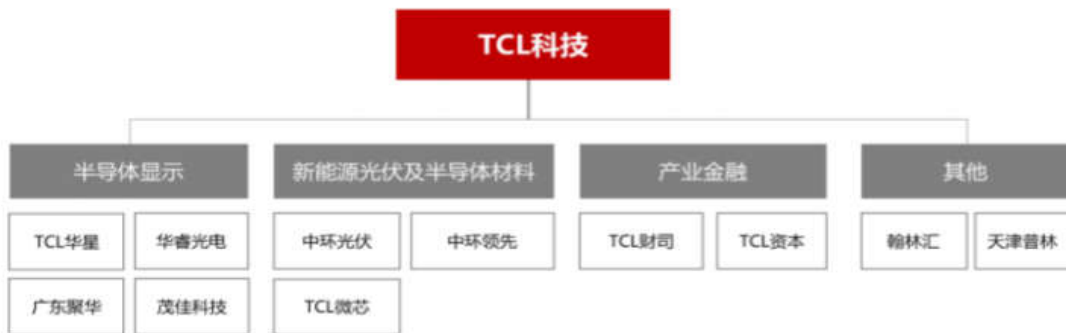 TCL科技
半导体显示
新能源光伏及半导体材料
产业金融
其他
TCL华星
华睿光电
中环光伏
中环领先
TCL财司
TCL资本
翰林汇
天津普林
广东聚华
茂佳科技
TCL微芯